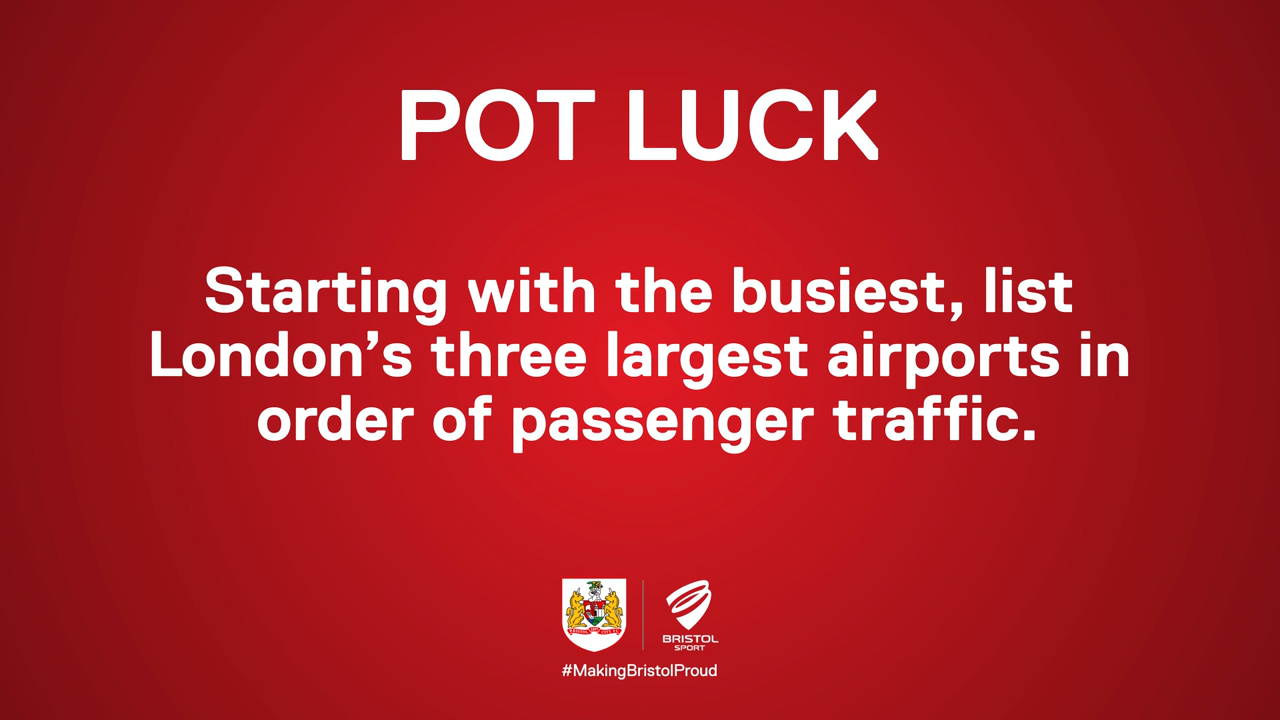 POT LUCK
Starting with the busiest, list
London’s three largest airports in
order of passenger traffic.
BRISTOL
SPORT
#MakingBristolProud